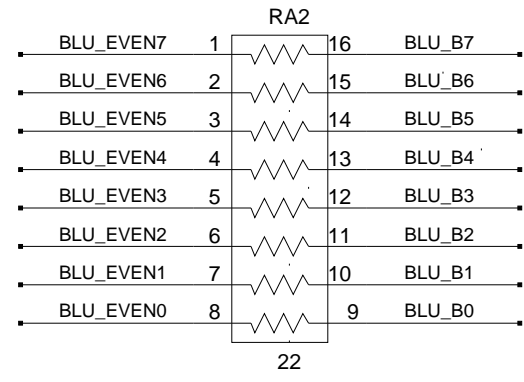 RA2
BLU_EVEN7 1 16 BLU_B7
BLU_EVEN6 2 15 BLU_B6
BLU_EVEN5 3 14 BLU_B5
BLU_EVEN4 4 13 BLU_B4
BLU_EVEN3 5 12 BLU_B3
BLU_EVEN2 6 11 BLU_B2
BLU_EVEN1 7 10 BLU_B1
BLU_EVEN0 8 9 BLU_B0
22